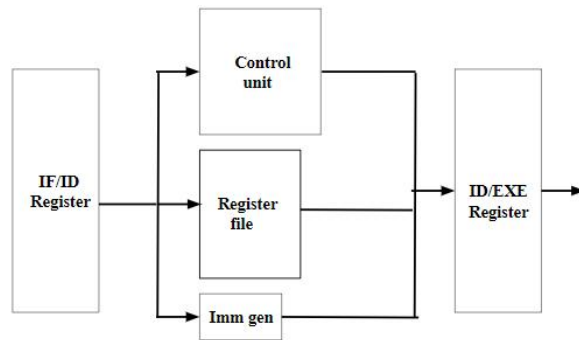 Control
unit
IF/ID
Register
Register
file
ID/EXE
Register
Imm gen